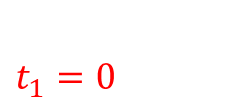 t₁ = 0